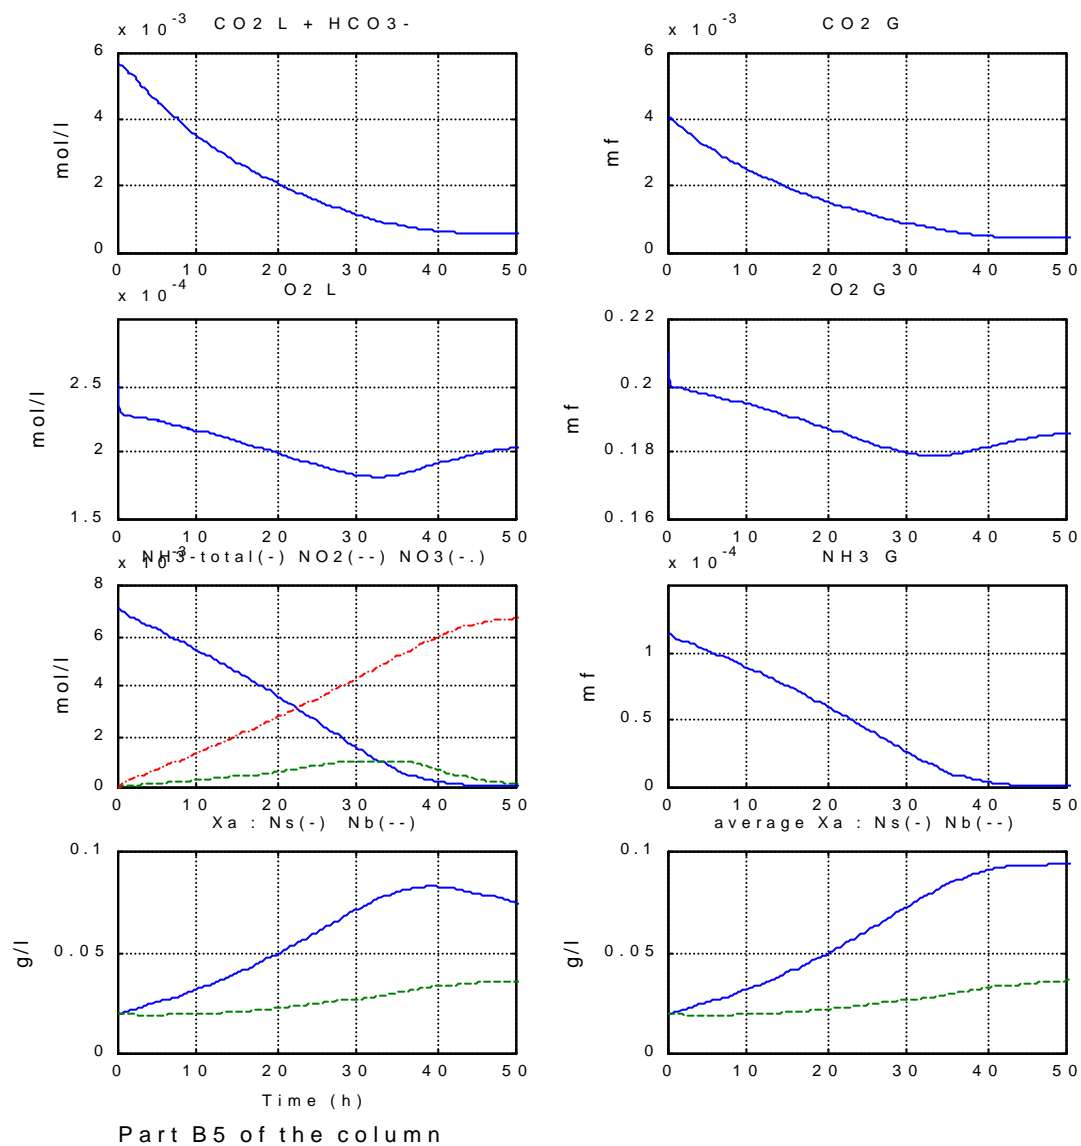 x 10-3 CO2 L + HCO3-
6
4
2
0
mol/l
0 10 20 30 40 50
x 10-3 CO2 G
6
4
2
0
mf
0 10 20 30 40 50
x 10-4 O2 L
2.5
2
1.5
mol/l
0 10 20 30 40 50
O2 G
0.22
0.2
0.18
0.16
mf
0 10 20 30 40 50
x 10-3 NH3-total(-) NO2(--) NO3(-.)
8
6
4
2
0
mol/l
0 10 20 30 40 50
x 10-4 NH3 G
1
0.5
0
mf
0 10 20 30 40 50
Xa : Ns(-) Nb(--)
0.1
0.05
0
g/l
0 10 20 30 40 50
Time (h)
average Xa : Ns(-) Nb(--)
0.1
0.05
0
g/l
0 10 20 30 40 50
Part B5 of the column